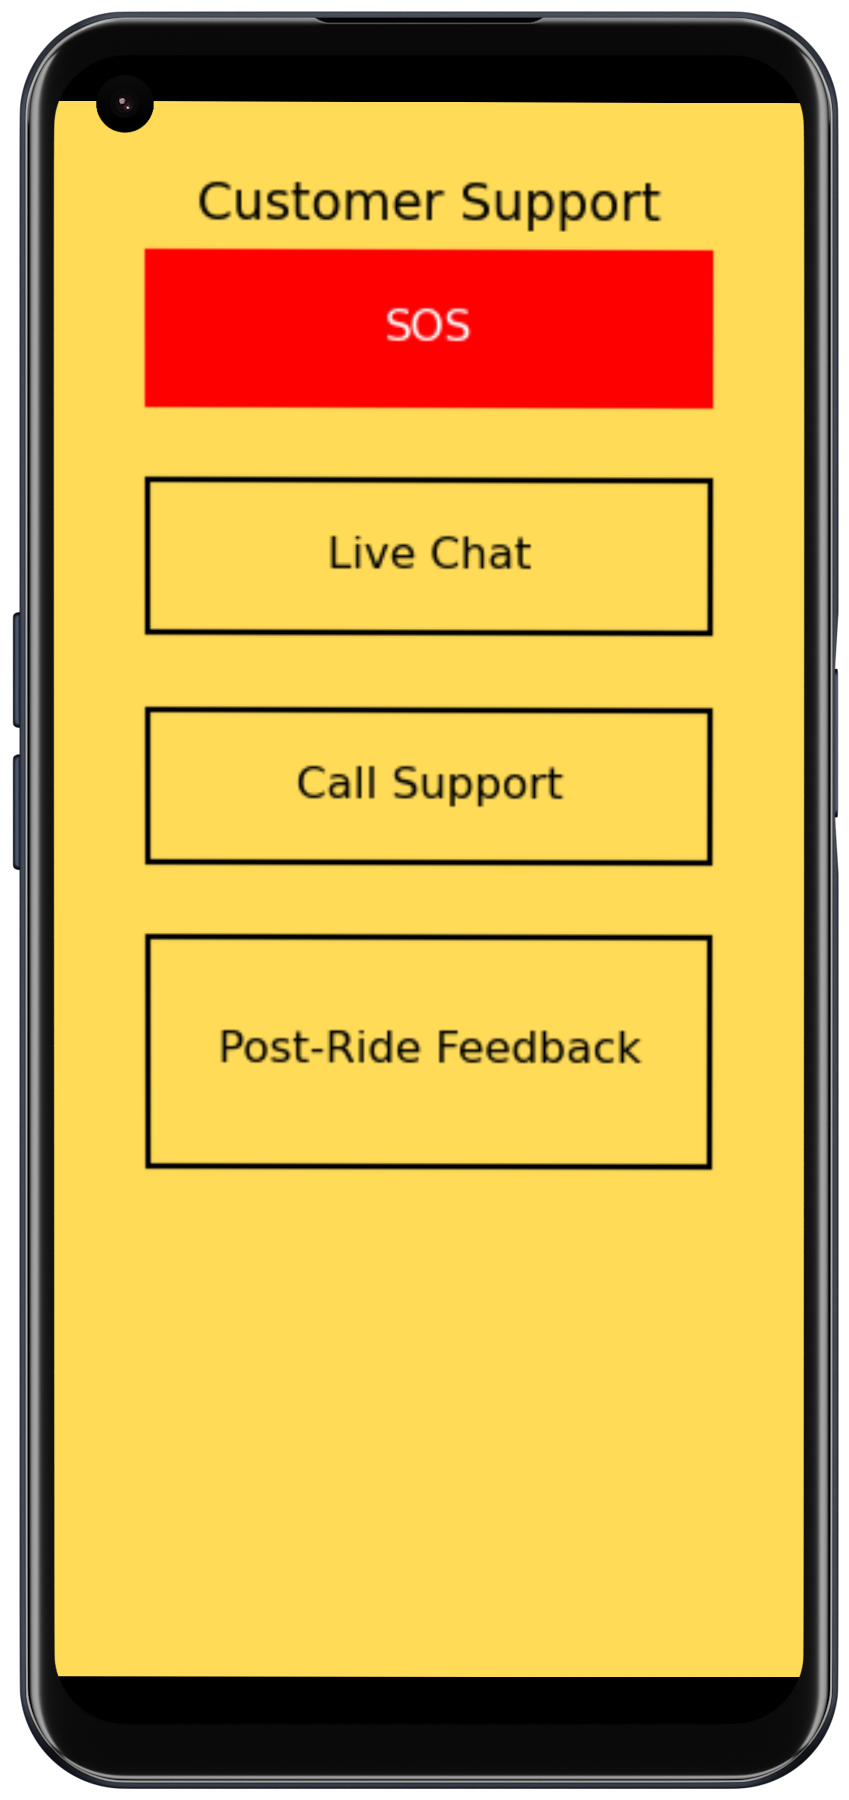 Customer Support
SOS
Live Chat
Call Support
Post-Ride Feedback